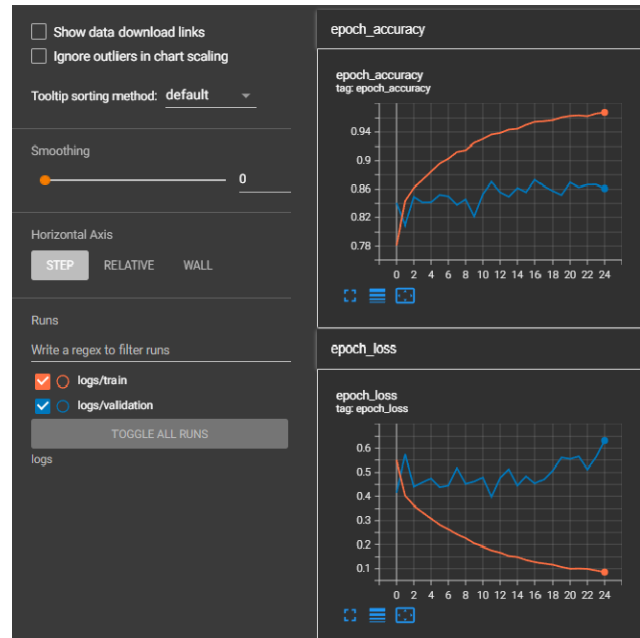 Show data download links
Ignore outliers in chart scaling
Tooltip sorting method: default
Smoothing
0
Horizontal Axis
STEP RELATIVE WALL
Runs
Write a regex to filter runs
logs/train
logs/validation
TOGGLE ALL RUNS
logs
epoch_accuracy
epoch_accuracy
tag: epoch_accuracy
0.94
0.9
0.86
0.82
0.78
0 2 4 6 8 10 12 14 16 18 20 22 24
epoch_loss
epoch_loss
tag: epoch_loss
0.6
0.5
0.4
0.3
0.2
0.1
0 2 4 6 8 10 12 14 16 18 20 22 24